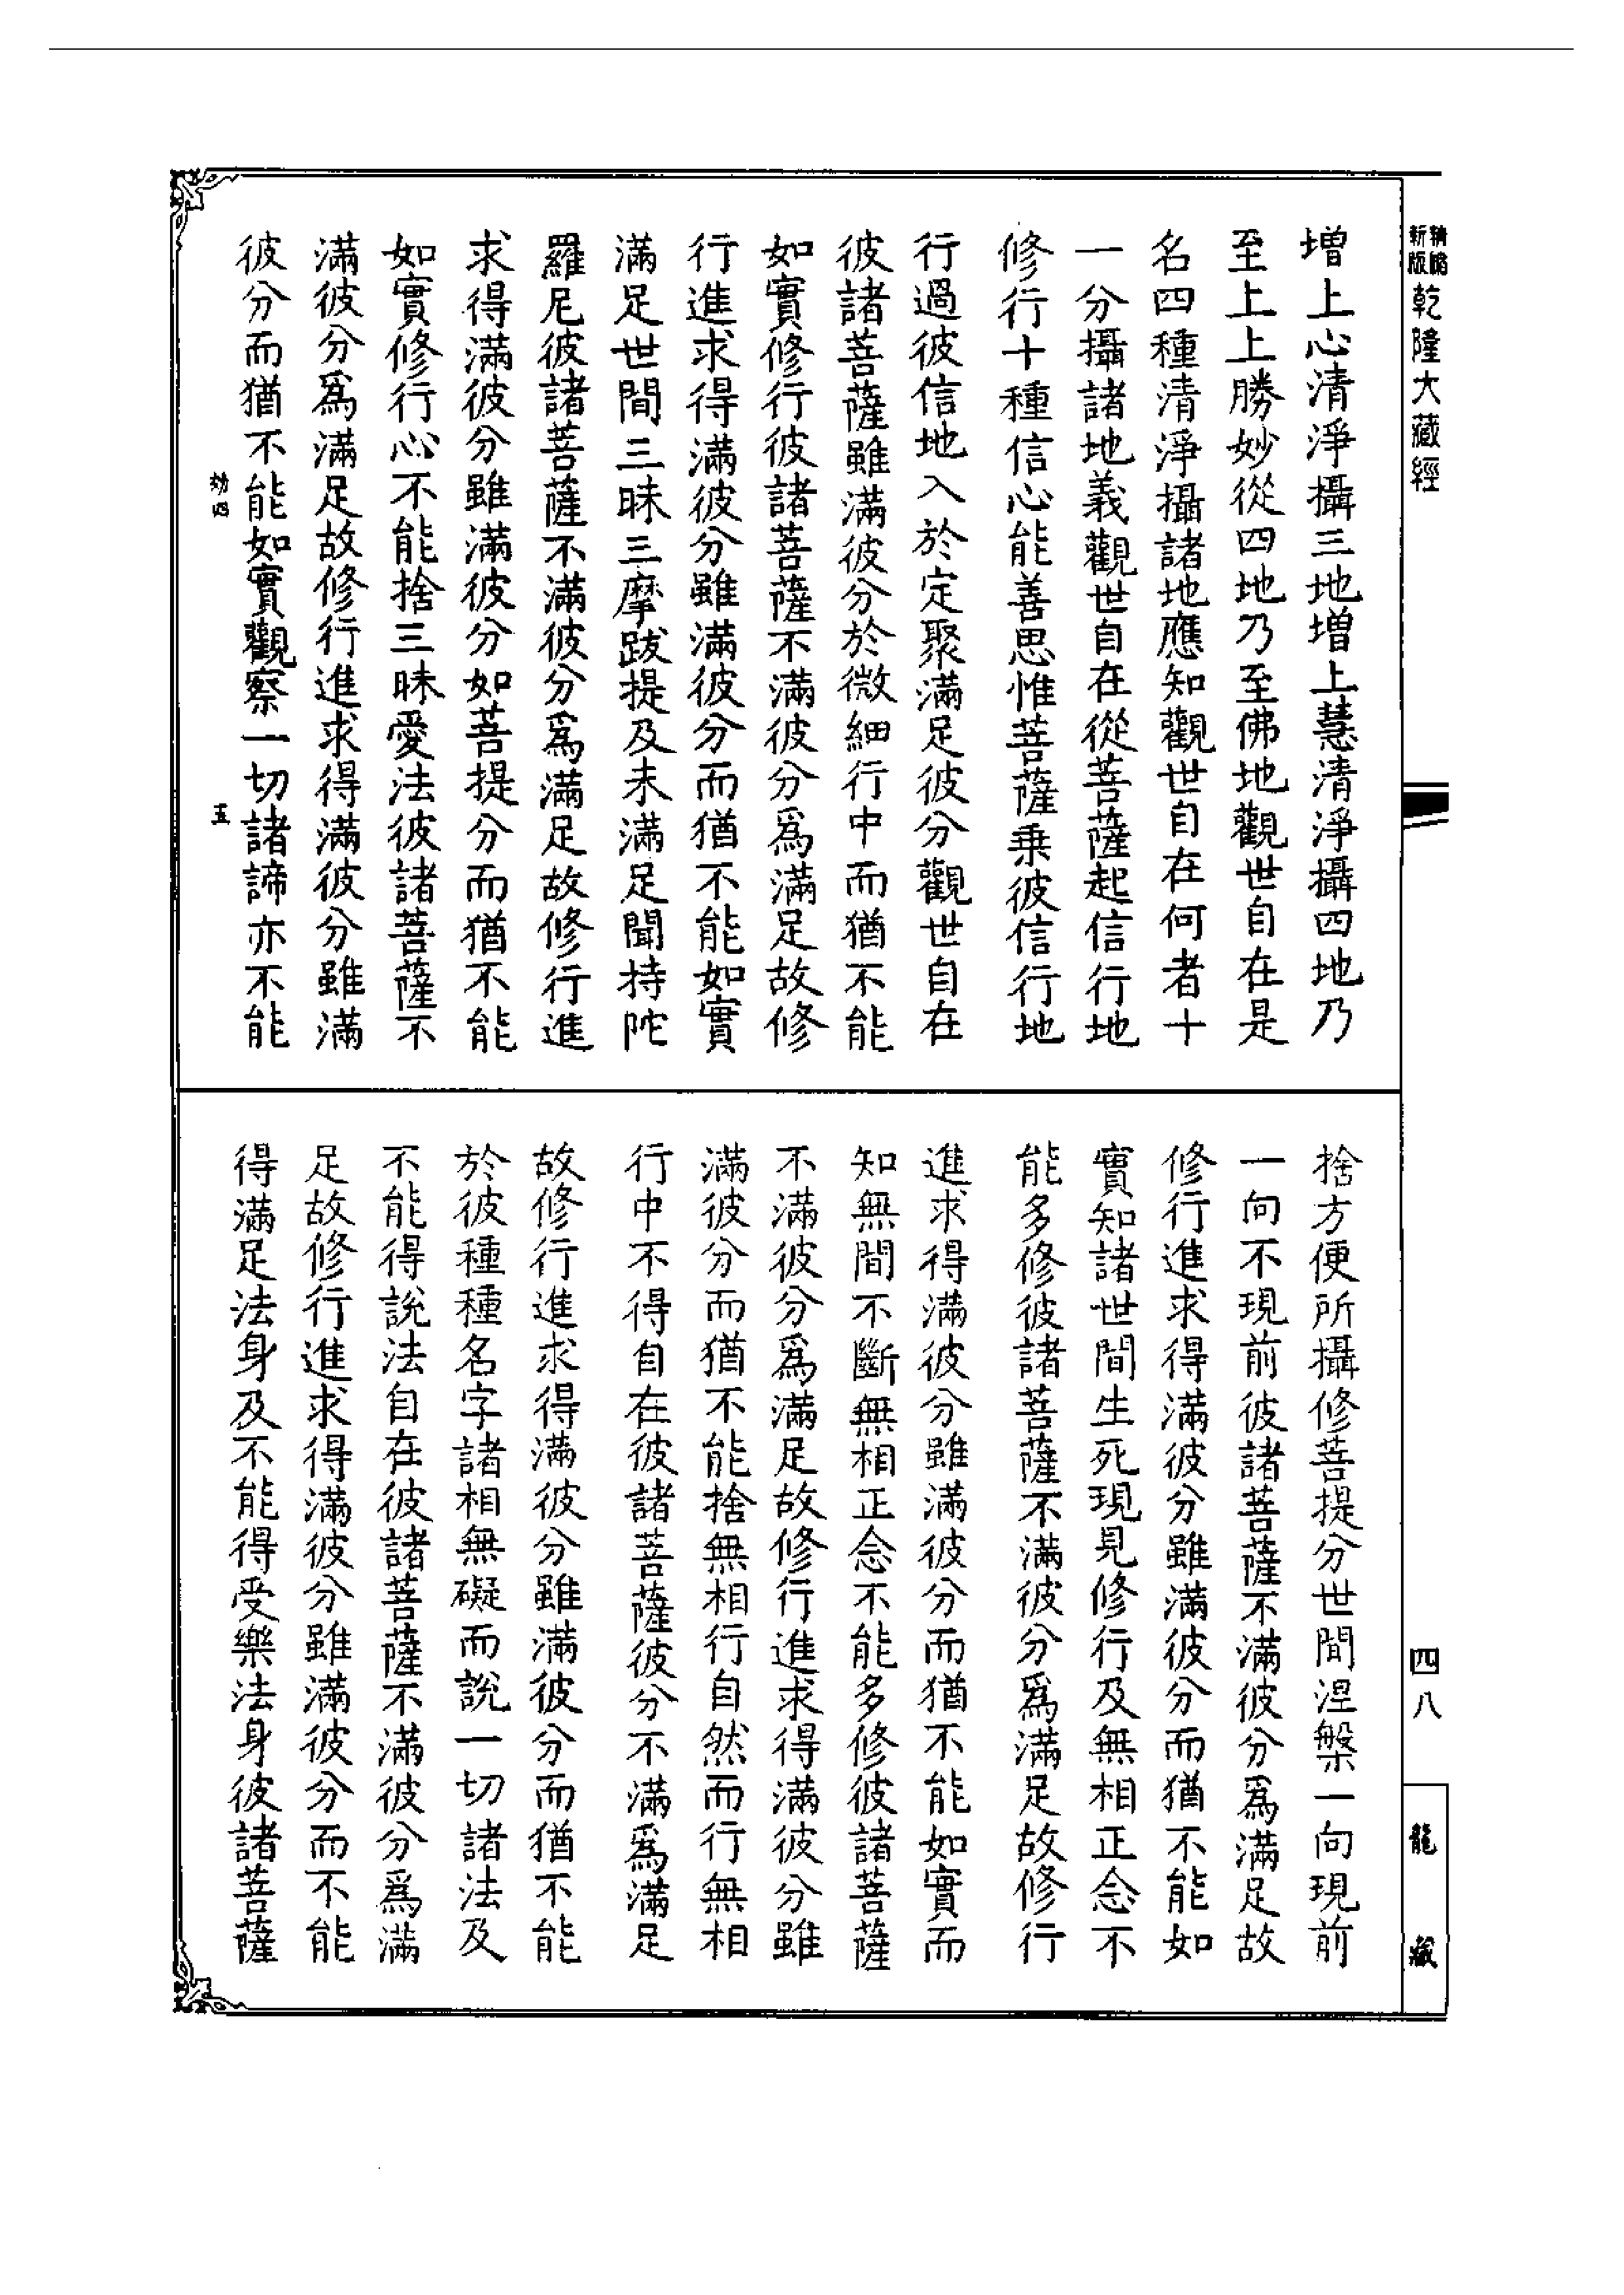 新版
精縮
乾隆大藏經
四八
龍藏
增上心清淨攝三地增上慧清淨攝四地乃
至上上勝妙從四地乃至佛地觀世自在是
名四種清淨攝諸地應知觀世自在何者十
一分攝諸地義觀世自在從菩薩起信行地
修行十種信心能善思惟菩薩乗彼信行地
行過彼信地入於定聚滿足彼分觀世自在
彼諸菩薩雖滿彼分於微細行中而猶不能
如實修行彼諸菩薩不滿彼分爲滿足故修
行進求得滿彼分雖滿彼分而猶不能如實
滿足世間三昧三摩跋提及未滿足聞持陀
羅尼彼諸菩薩不滿彼分爲滿足故修行進
求得滿彼分雖滿彼分如菩提分而猶不能
如實修行心不能捨三昧愛法彼諸菩薩不
滿彼分爲滿足故修行進求得滿彼分雖滿
彼分而猶不能如實觀察一切諸諦亦不能
五
捨方便所攝修菩提分世間涅槃一向現前
一向不現前彼諸菩薩不滿彼分爲滿足故
修行進求得滿彼分雖滿彼分而猶不能如
實知諸世間生死現見修行及無相正念不
能多修彼諸菩薩不滿彼分爲滿足故修行
進求得滿彼分雖滿彼分而猶不能如實而
知無間不斷無相正念不能多修彼諸菩薩
不滿彼分爲滿足故修行進求得滿彼分雖
滿彼分而猶不能捨無相行自然而行無相
行中不得自在彼諸菩薩彼分不滿爲滿足
故修行進求得滿彼分雖滿彼分而猶不能
於彼種種名字諸相無礙而說一切諸法及
不能得說法自在彼諸菩薩不滿彼分爲滿
足故修行進求得滿彼分雖滿彼分而不能
得滿足法身及不能得受樂法身彼諸菩薩